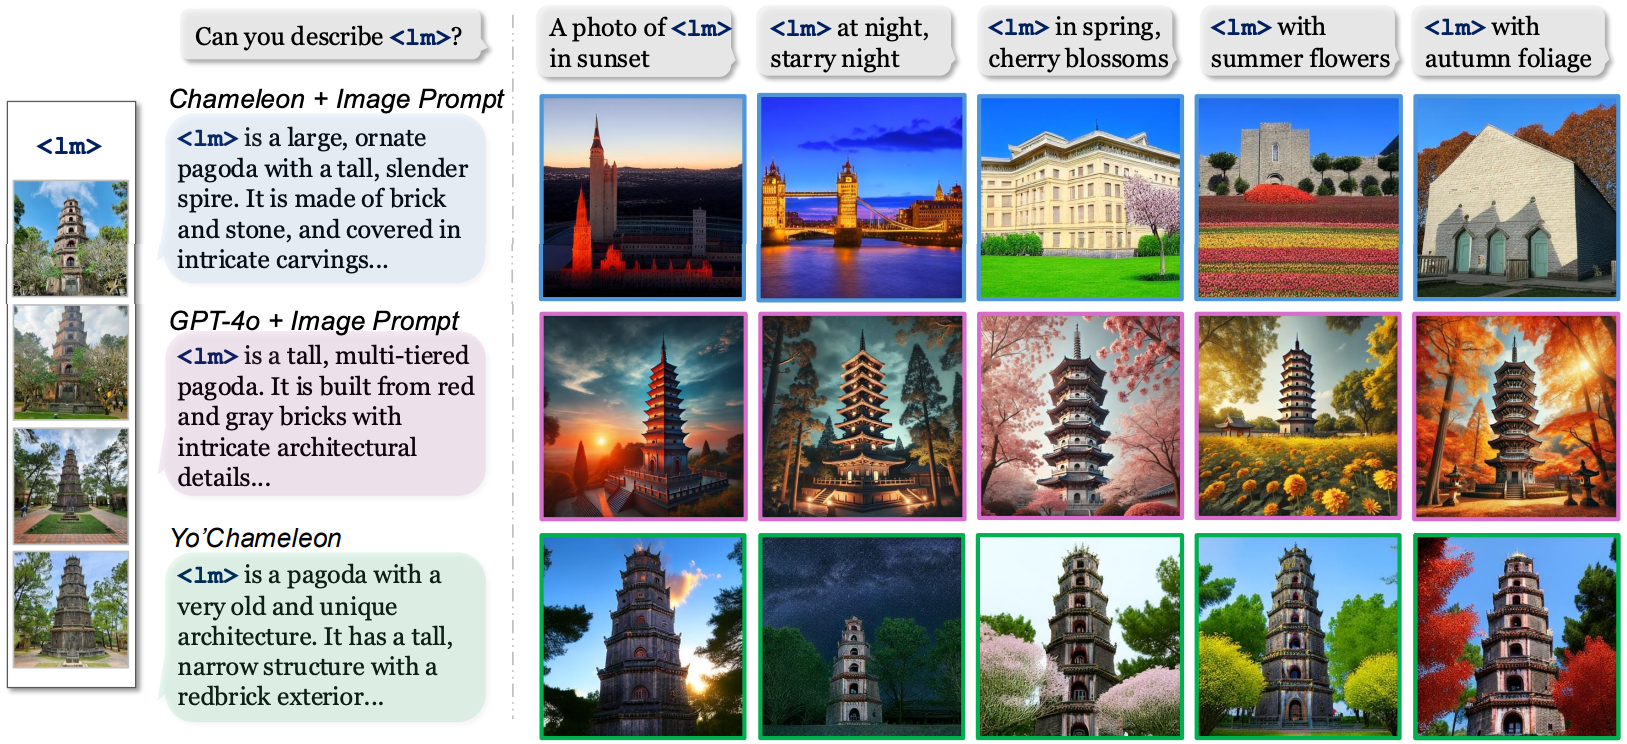 Can you describe <lm>?
A photo of <lm>
in sunset
<lm> at night,
starry night
<lm> in spring,
cherry blossoms
<lm> with
summer flowers
<lm> with
autumn foliage
<lm>
Chameleon + Image Prompt
<lm> is a large, ornate
pagoda with a tall, slender
spire. It is made of brick
and stone, and covered in
intricate carvings...
GPT-4o + Image Prompt
<lm> is a tall, multi-tiered
pagoda. It is built from red
and gray bricks with
intricate architectural
details...
Yo'Chameleon
<lm> is a pagoda with a
very old and unique
architecture. It has a tall,
narrow structure with a
redbrick exterior...